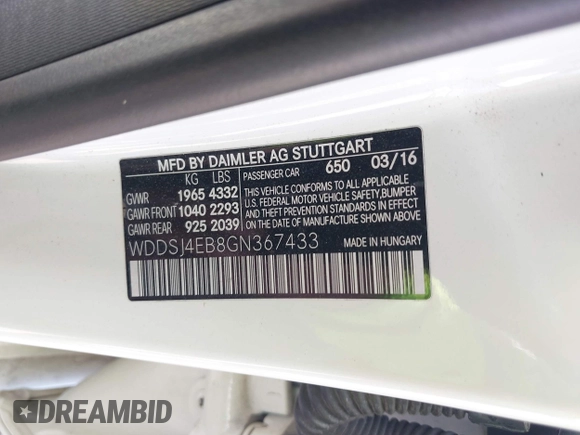 MFD BY DAIMLER AG STUTTGART
KG LBS PASSENGER CAR 650 03/16
GVWR 1965 4332
GAWR FRONT 1040 2293
GAWR REAR 925 2039
THIS VEHICLE CONFORMS TO ALL APPLICABLE
U.S. FEDERAL MOTOR VEHICLE SAFETY, BUMPER
AND THEFT PREVENTION STANDARDS IN EFFECT
ON THE DATE OF MANUFACTURE SHOWN ABOVE.
WDDSJ4EB8GN367433 MADE IN HUNGARY
DREAMBID